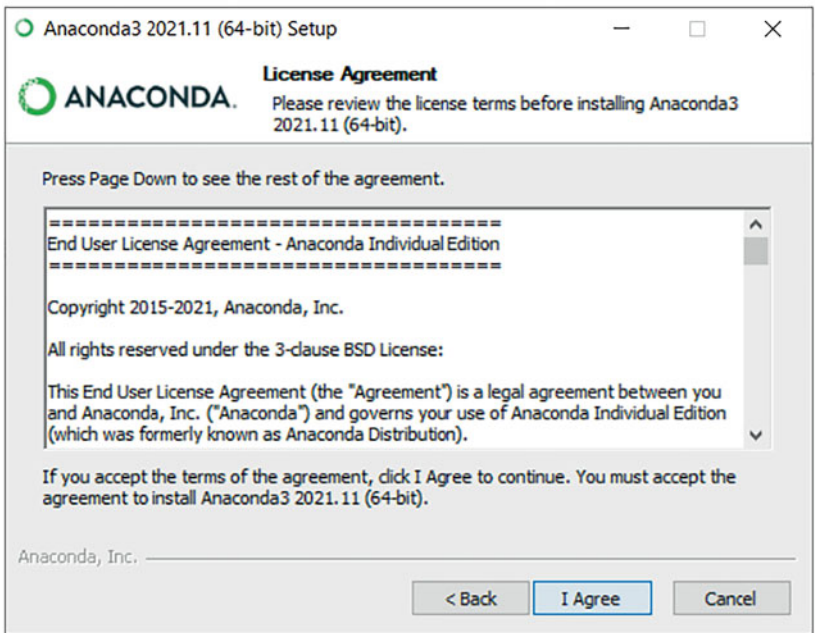 Anaconda3 2021.11 (64-bit) Setup
ANACONDA.
License Agreement
Please review the license terms before installing Anaconda3
2021.11 (64-bit).
Press Page Down to see the rest of the agreement.
===================================
End User License Agreement - Anaconda Individual Edition
===================================
Copyright 2015-2021, Anaconda, Inc.
All rights reserved under the 3-clause BSD License:
This End User License Agreement (the "Agreement") is a legal agreement between you
and Anaconda, Inc. ("Anaconda") and governs your use of Anaconda Individual Edition
(which was formerly known as Anaconda Distribution).
If you accept the terms of the agreement, click I Agree to continue. You must accept the
agreement to install Anaconda3 2021.11 (64-bit).
Anaconda, Inc.
< Back I Agree Cancel